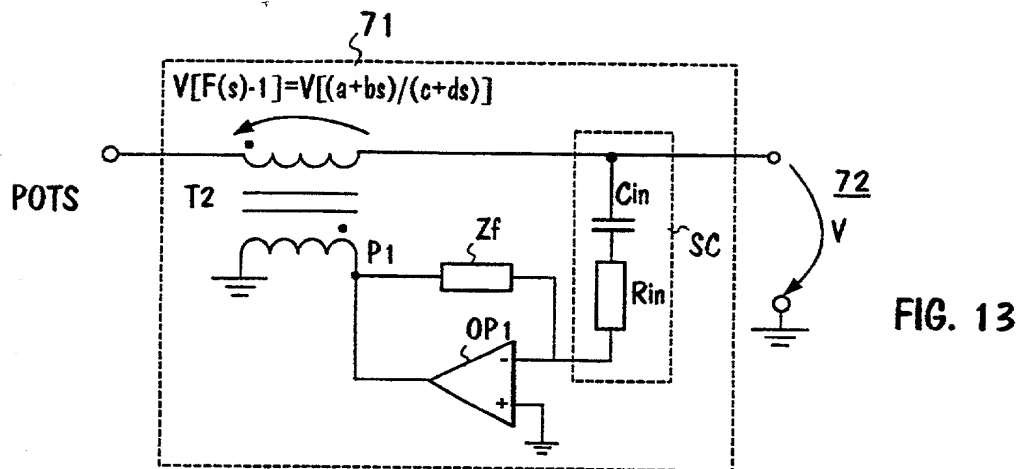 71
V[F(s)-1]=V[(a+bs)/(c+ds)]
POTS
T2
P1
Zf
OP1
-
+
Cin
Rin
SC
72
V
FIG. 13